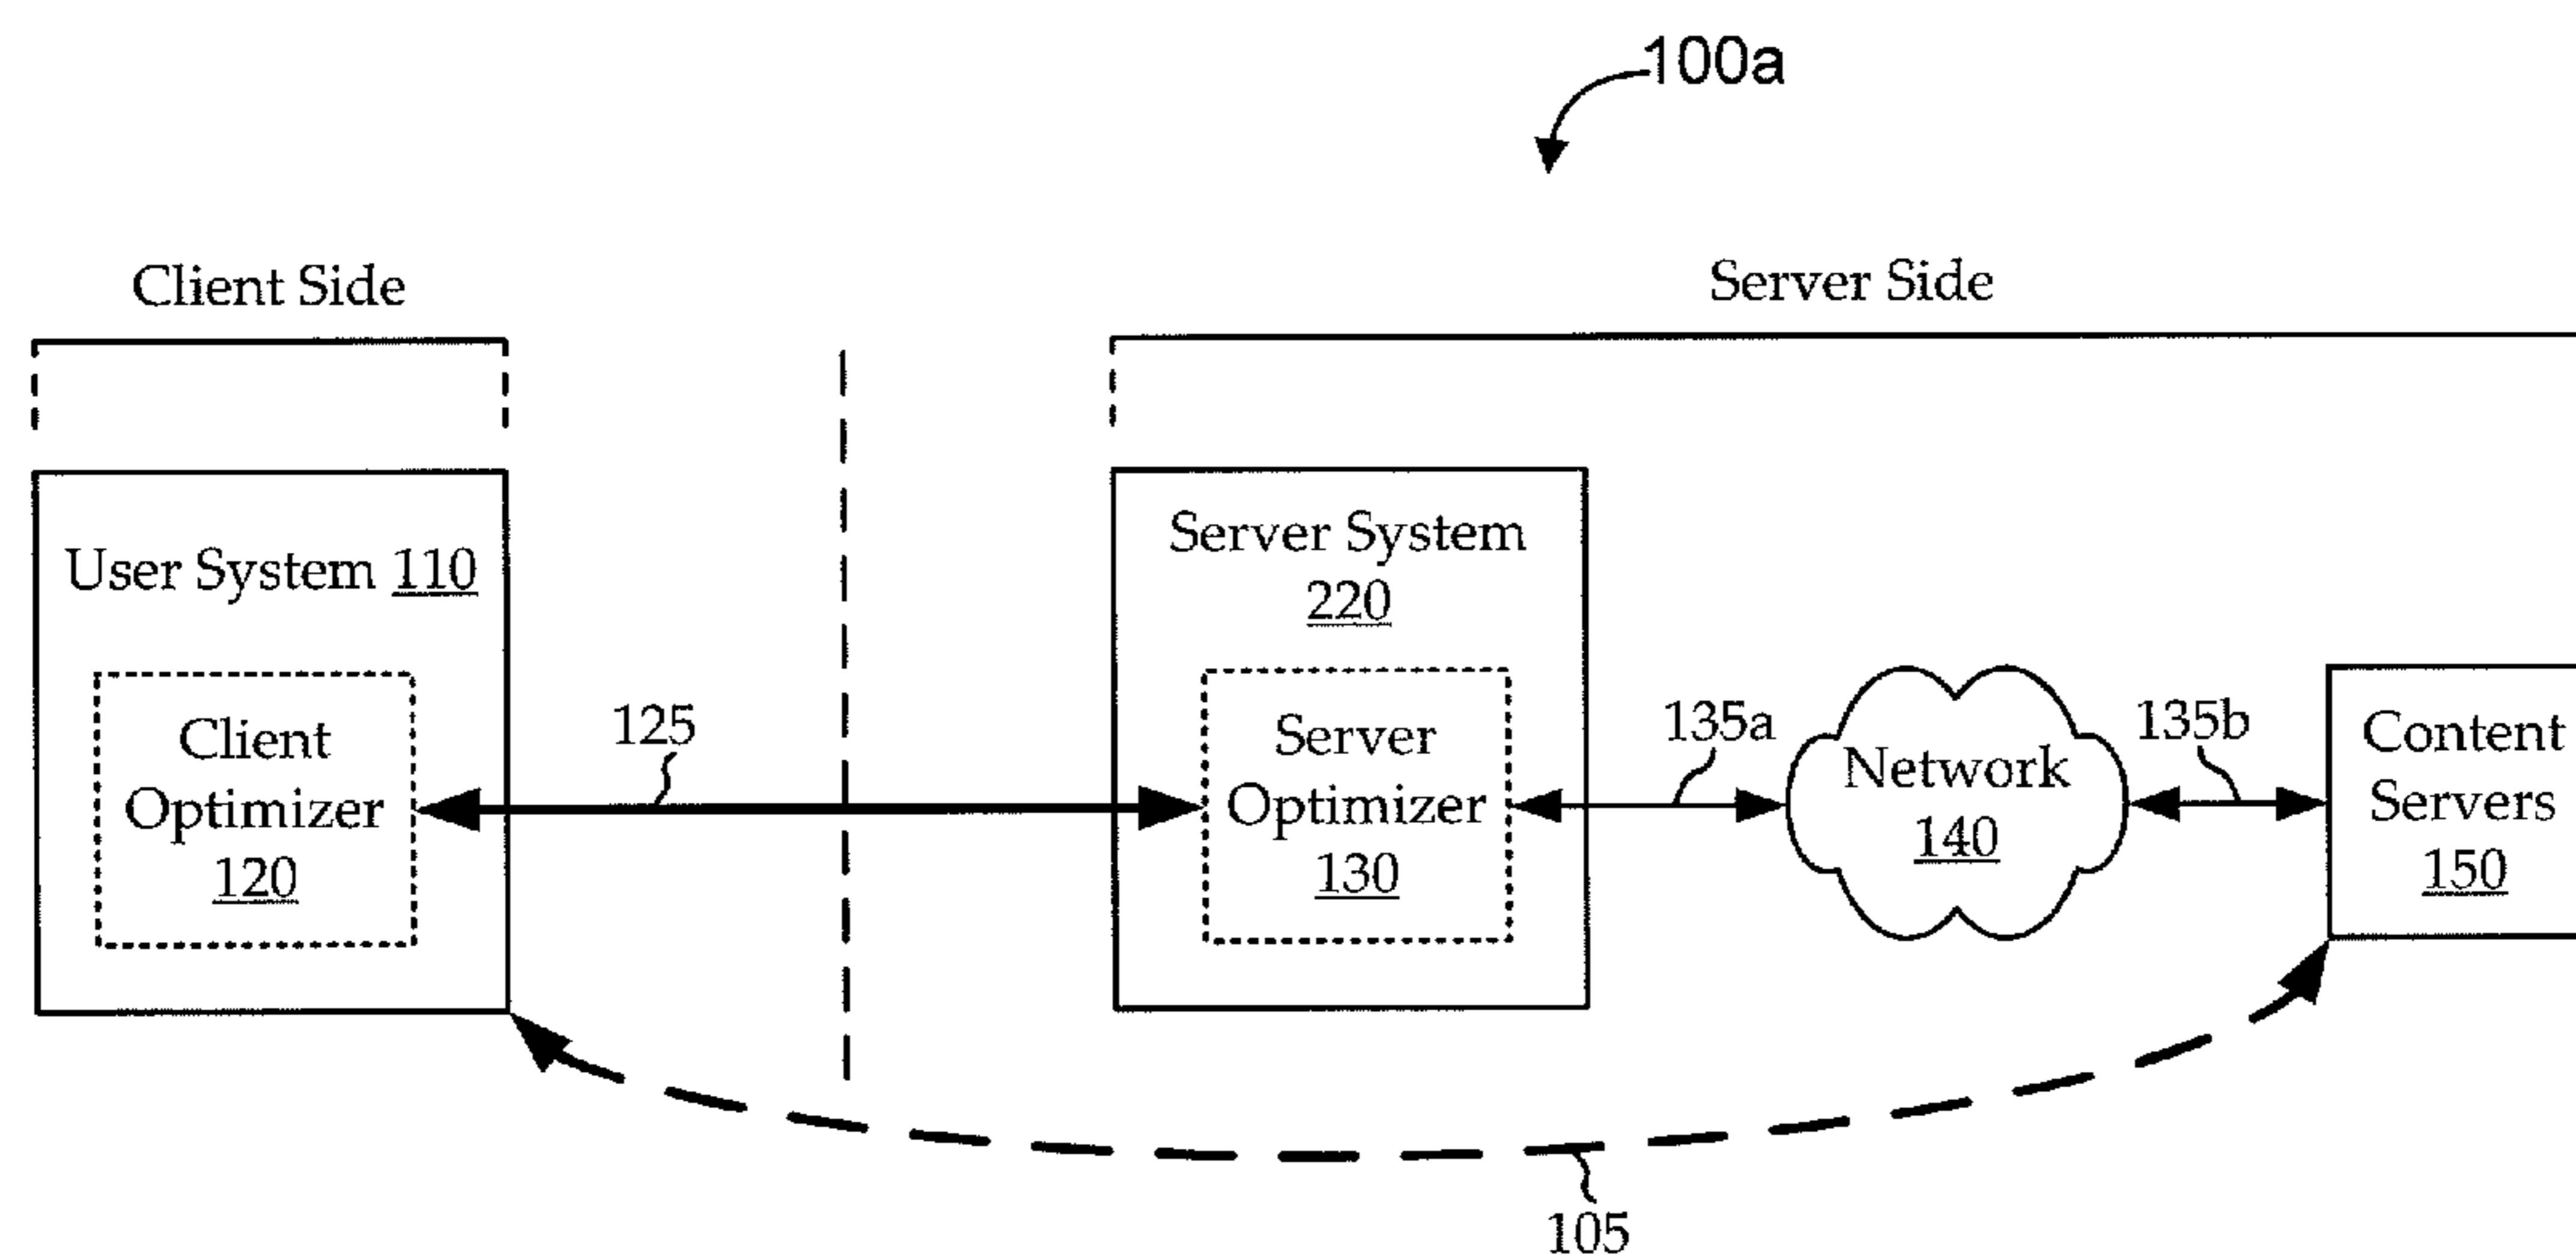 100a
Client Side
Server Side
User System 110
Client
Optimizer
120
125
Server System
220
Server
Optimizer
130
135a
Network
140
135b
Content
Servers
150
105